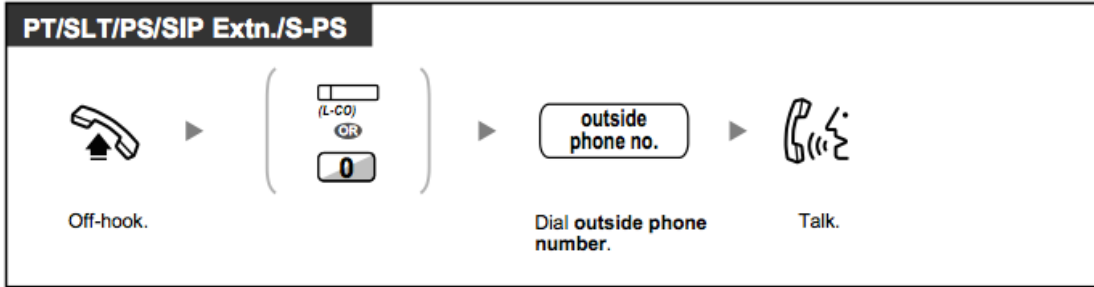 PT/SLT/PS/SIP Extn./S-PS
(L-CO)
OR
0
outside
phone no.
Off-hook.
Dial outside phone
number.
Talk.